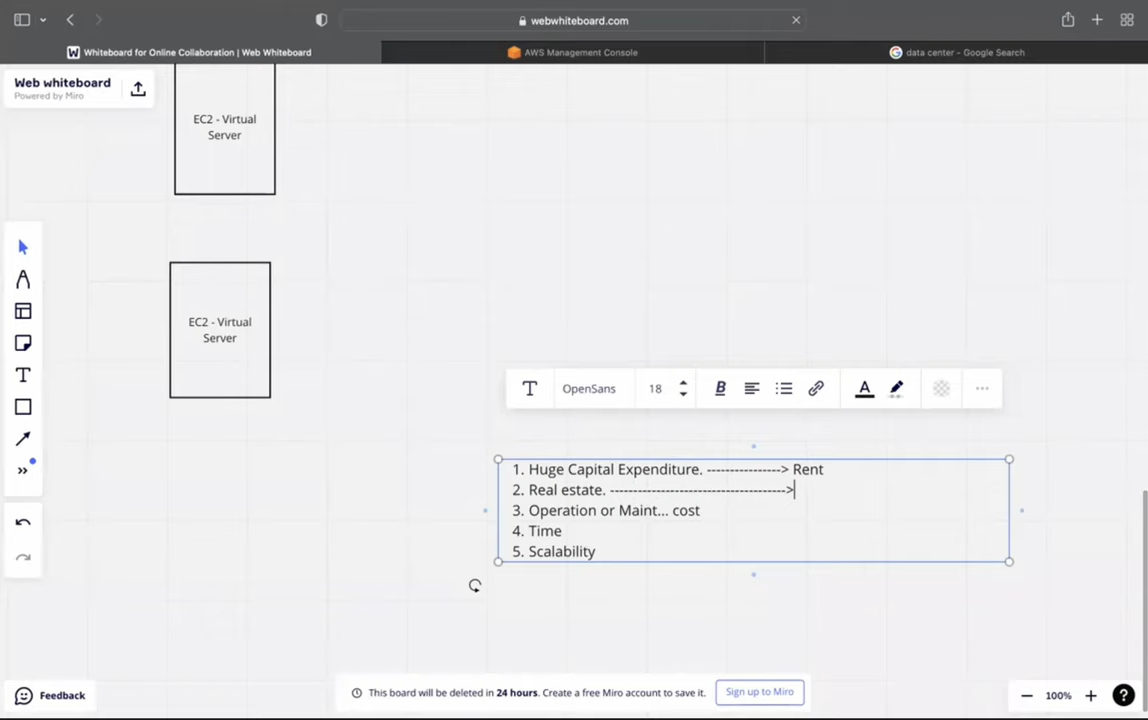 webwhiteboard.com
Whiteboard for Online Collaboration | Web Whiteboard
AWS Management Console
data center - Google Search
Web whiteboard
Powered by Miro
EC2 - Virtual
Server
EC2 - Virtual
Server
T OpenSans 18 B A
1. Huge Capital Expenditure. ----------------> Rent
2. Real estate. -------------------------------------->
3. Operation or Maint... cost
4. Time
5. Scalability
Feedback
This board will be deleted in 24 hours. Create a free Miro account to save it.
Sign up to Miro
100%